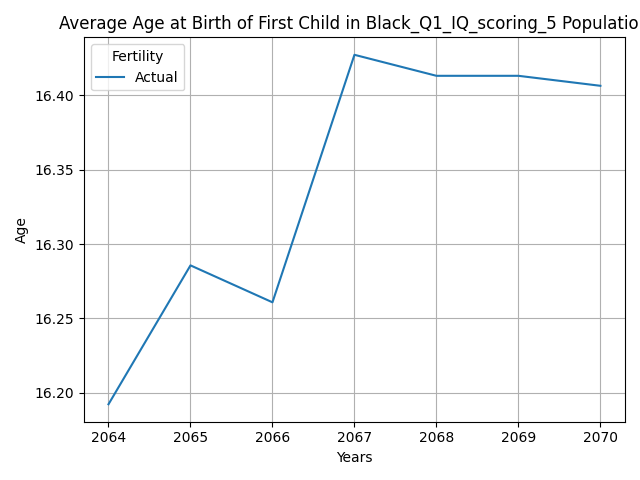 Average Age at Birth of First Child in Black_Q1_IQ_scoring_5 Populatio
Fertility
Actual
Age
16.40
16.35
16.30
16.25
16.20
2064 2065 2066 2067 2068 2069 2070
Years